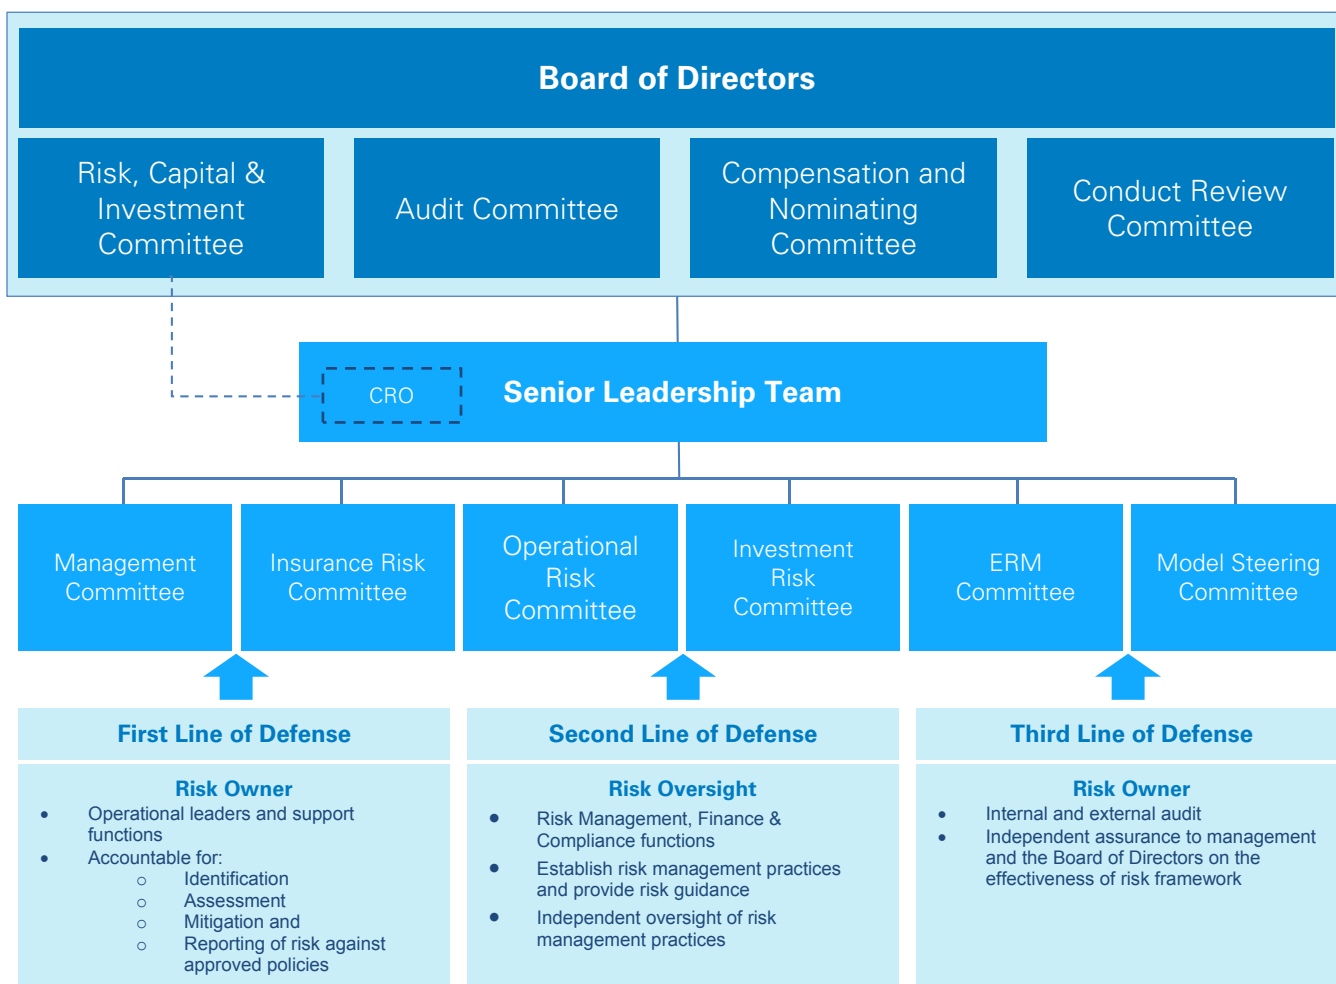 Board of Directors
Risk, Capital &
Investment
Committee
Audit Committee
Compensation and
Nominating
Committee
Conduct Review
Committee
CRO
Senior Leadership Team
Management
Committee
Insurance Risk
Committee
Operational
Risk
Committee
Investment
Risk
Committee
ERM
Committee
Model Steering
Committee
First Line of Defense
Risk Owner
• Operational leaders and support
functions
• Accountable for:
o Identification
o Assessment
o Mitigation and
o Reporting of risk against
approved policies
Second Line of Defense
Risk Oversight
• Risk Management, Finance &
Compliance functions
• Establish risk management practices
and provide risk guidance
• Independent oversight of risk
management practices
Third Line of Defense
Risk Owner
• Internal and external audit
• Independent assurance to management
and the Board of Directors on the
effectiveness of risk framework